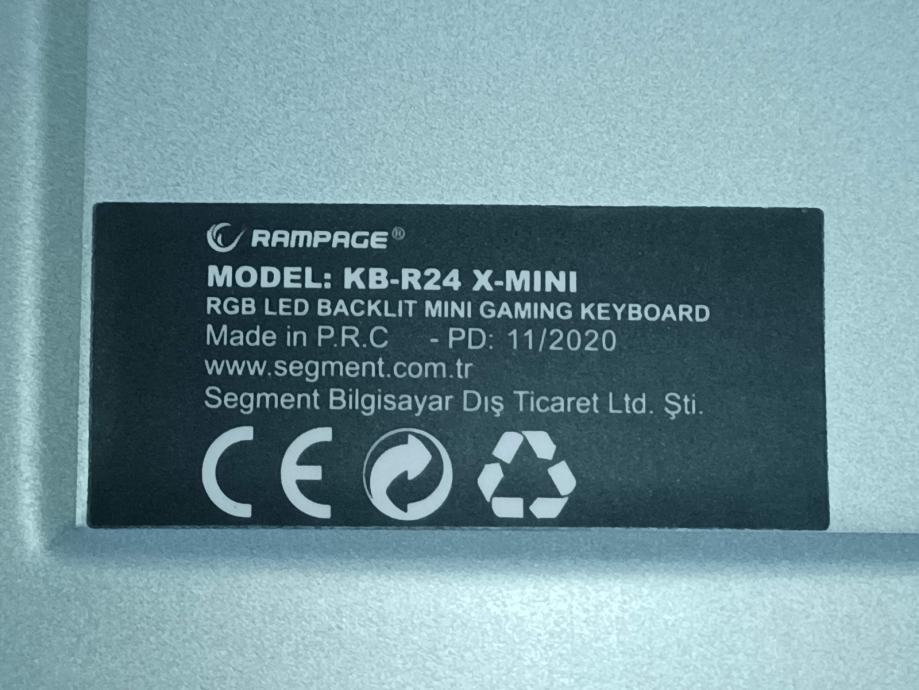 RAMPAGE®
MODEL: KB-R24 X-MINI
RGB LED BACKLIT MINI GAMING KEYBOARD
Made in P.R.C - PD: 11/2020
www.segment.com.tr
Segment Bilgisayar Dış Ticaret Ltd. Şti.
CE